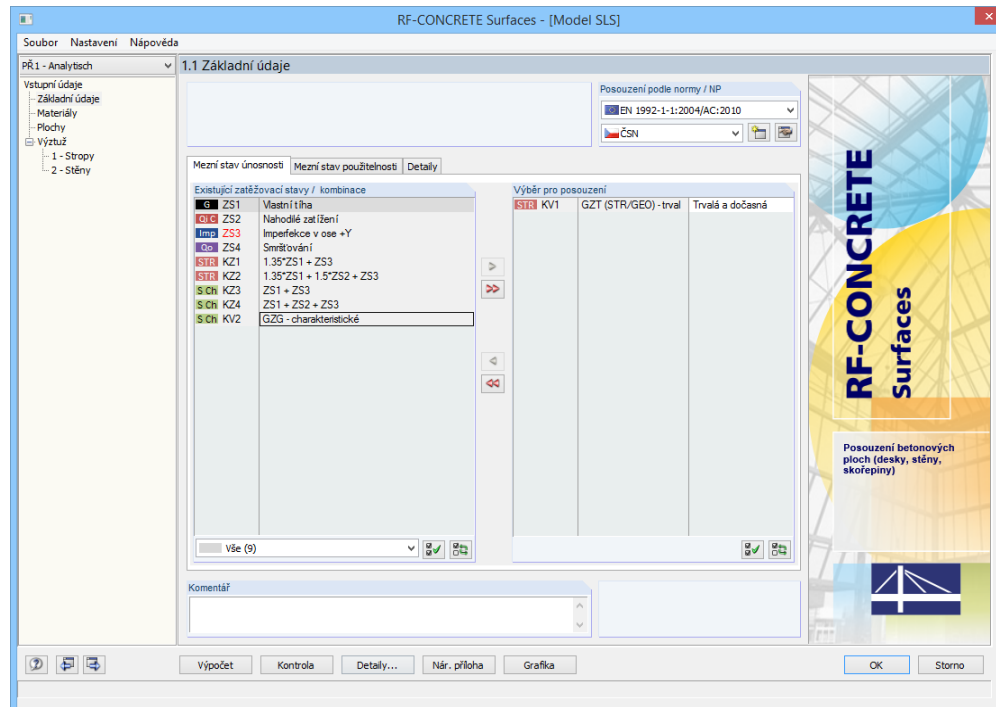 RF-CONCRETE Surfaces - [Model SLS]
Soubor Nastavení Nápověda
PŘ1 - Analytisch
1.1 Základní údaje
Vstupní údaje
Základní údaje
Materiály
Plochy
Výztuž
1 - Stropy
2 - Stěny
Posouzení podle normy / NP
EN 1992-1-1:2004/AC:2010
ČSN
Mezní stav únosnosti Mezní stav použitelnosti Detaily
Existující zatěžovací stavy / kombinace
G ZS1 Vlastní tíha
Qi C ZS2 Nahodilé zatížení
Imp ZS3 Imperfekce v ose +Y
Qo ZS4 Smršťování
STR KZ1 1.35*ZS1 + ZS3
STR KZ2 1.35*ZS1 + 1.5*ZS2 + ZS3
S Ch KZ3 ZS1 + ZS3
S Ch KZ4 ZS1 + ZS2 + ZS3
S Ch KV2 GZG - charakteristické
Vše (9)
Výběr pro posouzení
STR KV1 GZT (STR/GEO) - trval Trvalá a dočasná
Komentář
RF-CONCRETE
Surfaces
Posouzení betonových
ploch (desky, stěny,
skořepiny)
Výpočet Kontrola Detaily... Nár. příloha Grafika OK Storno